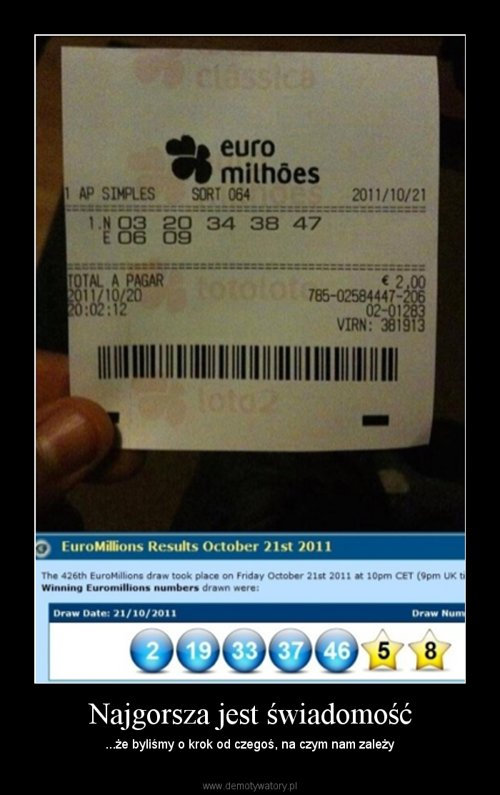 clássica
euro
milhões
1 AP SIMPLES SORT 064 2011/10/21
1.N 03 20 34 38 47
E 06 09
TOTAL A PAGAR € 2,00
2011/10/20 785-02584447-206
20:02:12 02-01283
VIRN: 381913
totoloto
loto2
EuroMillions Results October 21st 2011
The 426th EuroMillions draw took place on Friday October 21st 2011 at 10pm CET (9pm UK ti
Winning Euromillions numbers drawn were:
Draw Date: 21/10/2011 Draw Num
2 19 33 37 46 5 8
Najgorsza jest świadomość
...że byliśmy o krok od czegoś, na czym nam zależy
www.demotywatory.pl